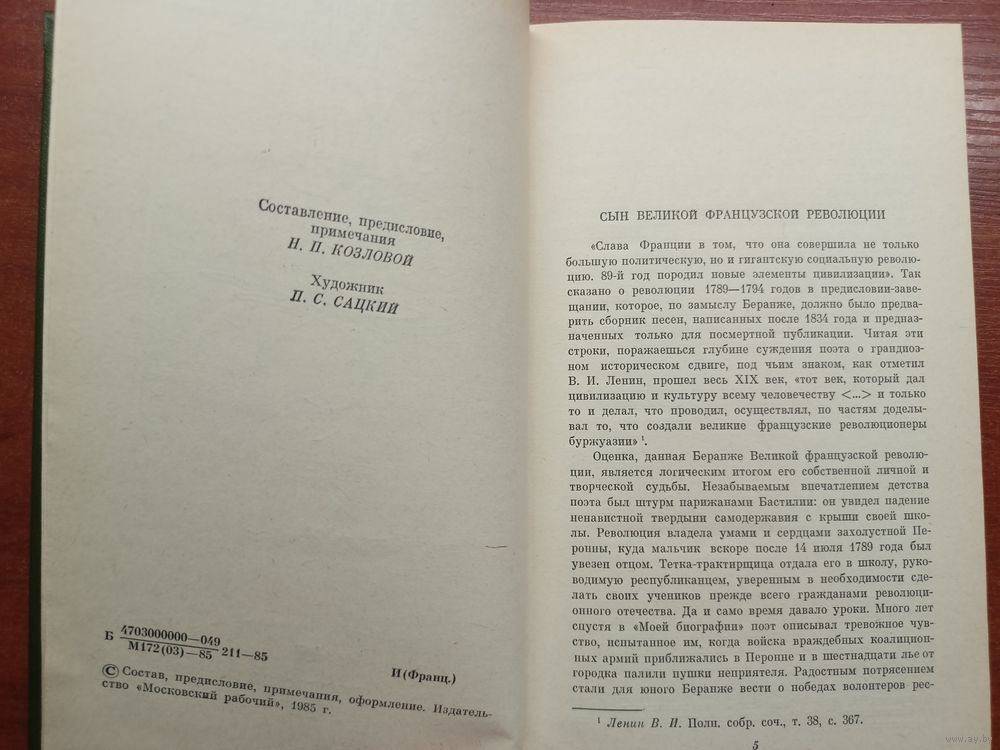 Составление, предисловие,
примечания
Н. П. КОЗЛОВОЙ
Художник
П. С. САЦКИЙ
Б 4703000000—049
М172(03)—85 211—85
И(Франц.)
© Состав, предисловие, примечания, оформление. Издатель-
ство «Московский рабочий», 1985 г.
СЫН ВЕЛИКОЙ ФРАНЦУЗСКОЙ РЕВОЛЮЦИИ
«Слава Франции в том, что она совершила не только
большую политическую, но и гигантскую социальную револю-
цию. 89-й год породил новые элементы цивилизации». Так
сказано о революции 1789—1794 годов в предисловии-заве-
щании, которое, по замыслу Беранже, должно было предва-
рить сборник песен, написанных после 1834 года и предназ-
наченных только для посмертной публикации. Читая эти
строки, поражаешься глубине суждения поэта о грандиоз-
ном историческом сдвиге, под чьим знаком, как отметил
В. И. Ленин, прошел весь XIX век, «тот век, который дал
цивилизацию и культуру всему человечеству <...> и только
то и делал, что проводил, осуществлял, по частям доделы-
вал то, что создали великие французские революционеры
буржуазии» ¹.
Оценка, данная Беранже Великой французской револю-
ции, является логическим итогом его собственной личной и
творческой судьбы. Незабываемым впечатлением детства
поэта был штурм парижанами Бастилии: он увидел падение
ненавистной твердыни самодержавия с крыши своей шко-
лы. Революция владела умами и сердцами захолустной Пе-
ронны, куда мальчик вскоре после 14 июля 1789 года был
увезен отцом. Тетка-трактирщица отдала его в школу, руко-
водимую республиканцем, уверенным в необходимости сде-
лать своих учеников прежде всего гражданами революци-
онного отечества. Да и само время давало уроки. Много лет
спустя в «Моей биографии» поэт описывал тревожное чув-
ство, испытанное им, когда войска враждебных коалицион-
ных армий приближались к Перонне и в шестнадцати лье от
городка палили пушки неприятеля. Радостным потрясением
стали для юного Беранже вести о победах волонтеров рес-
¹ Ленин В. И. Полн. собр. соч., т. 38, с. 367.
5
www.ay.by